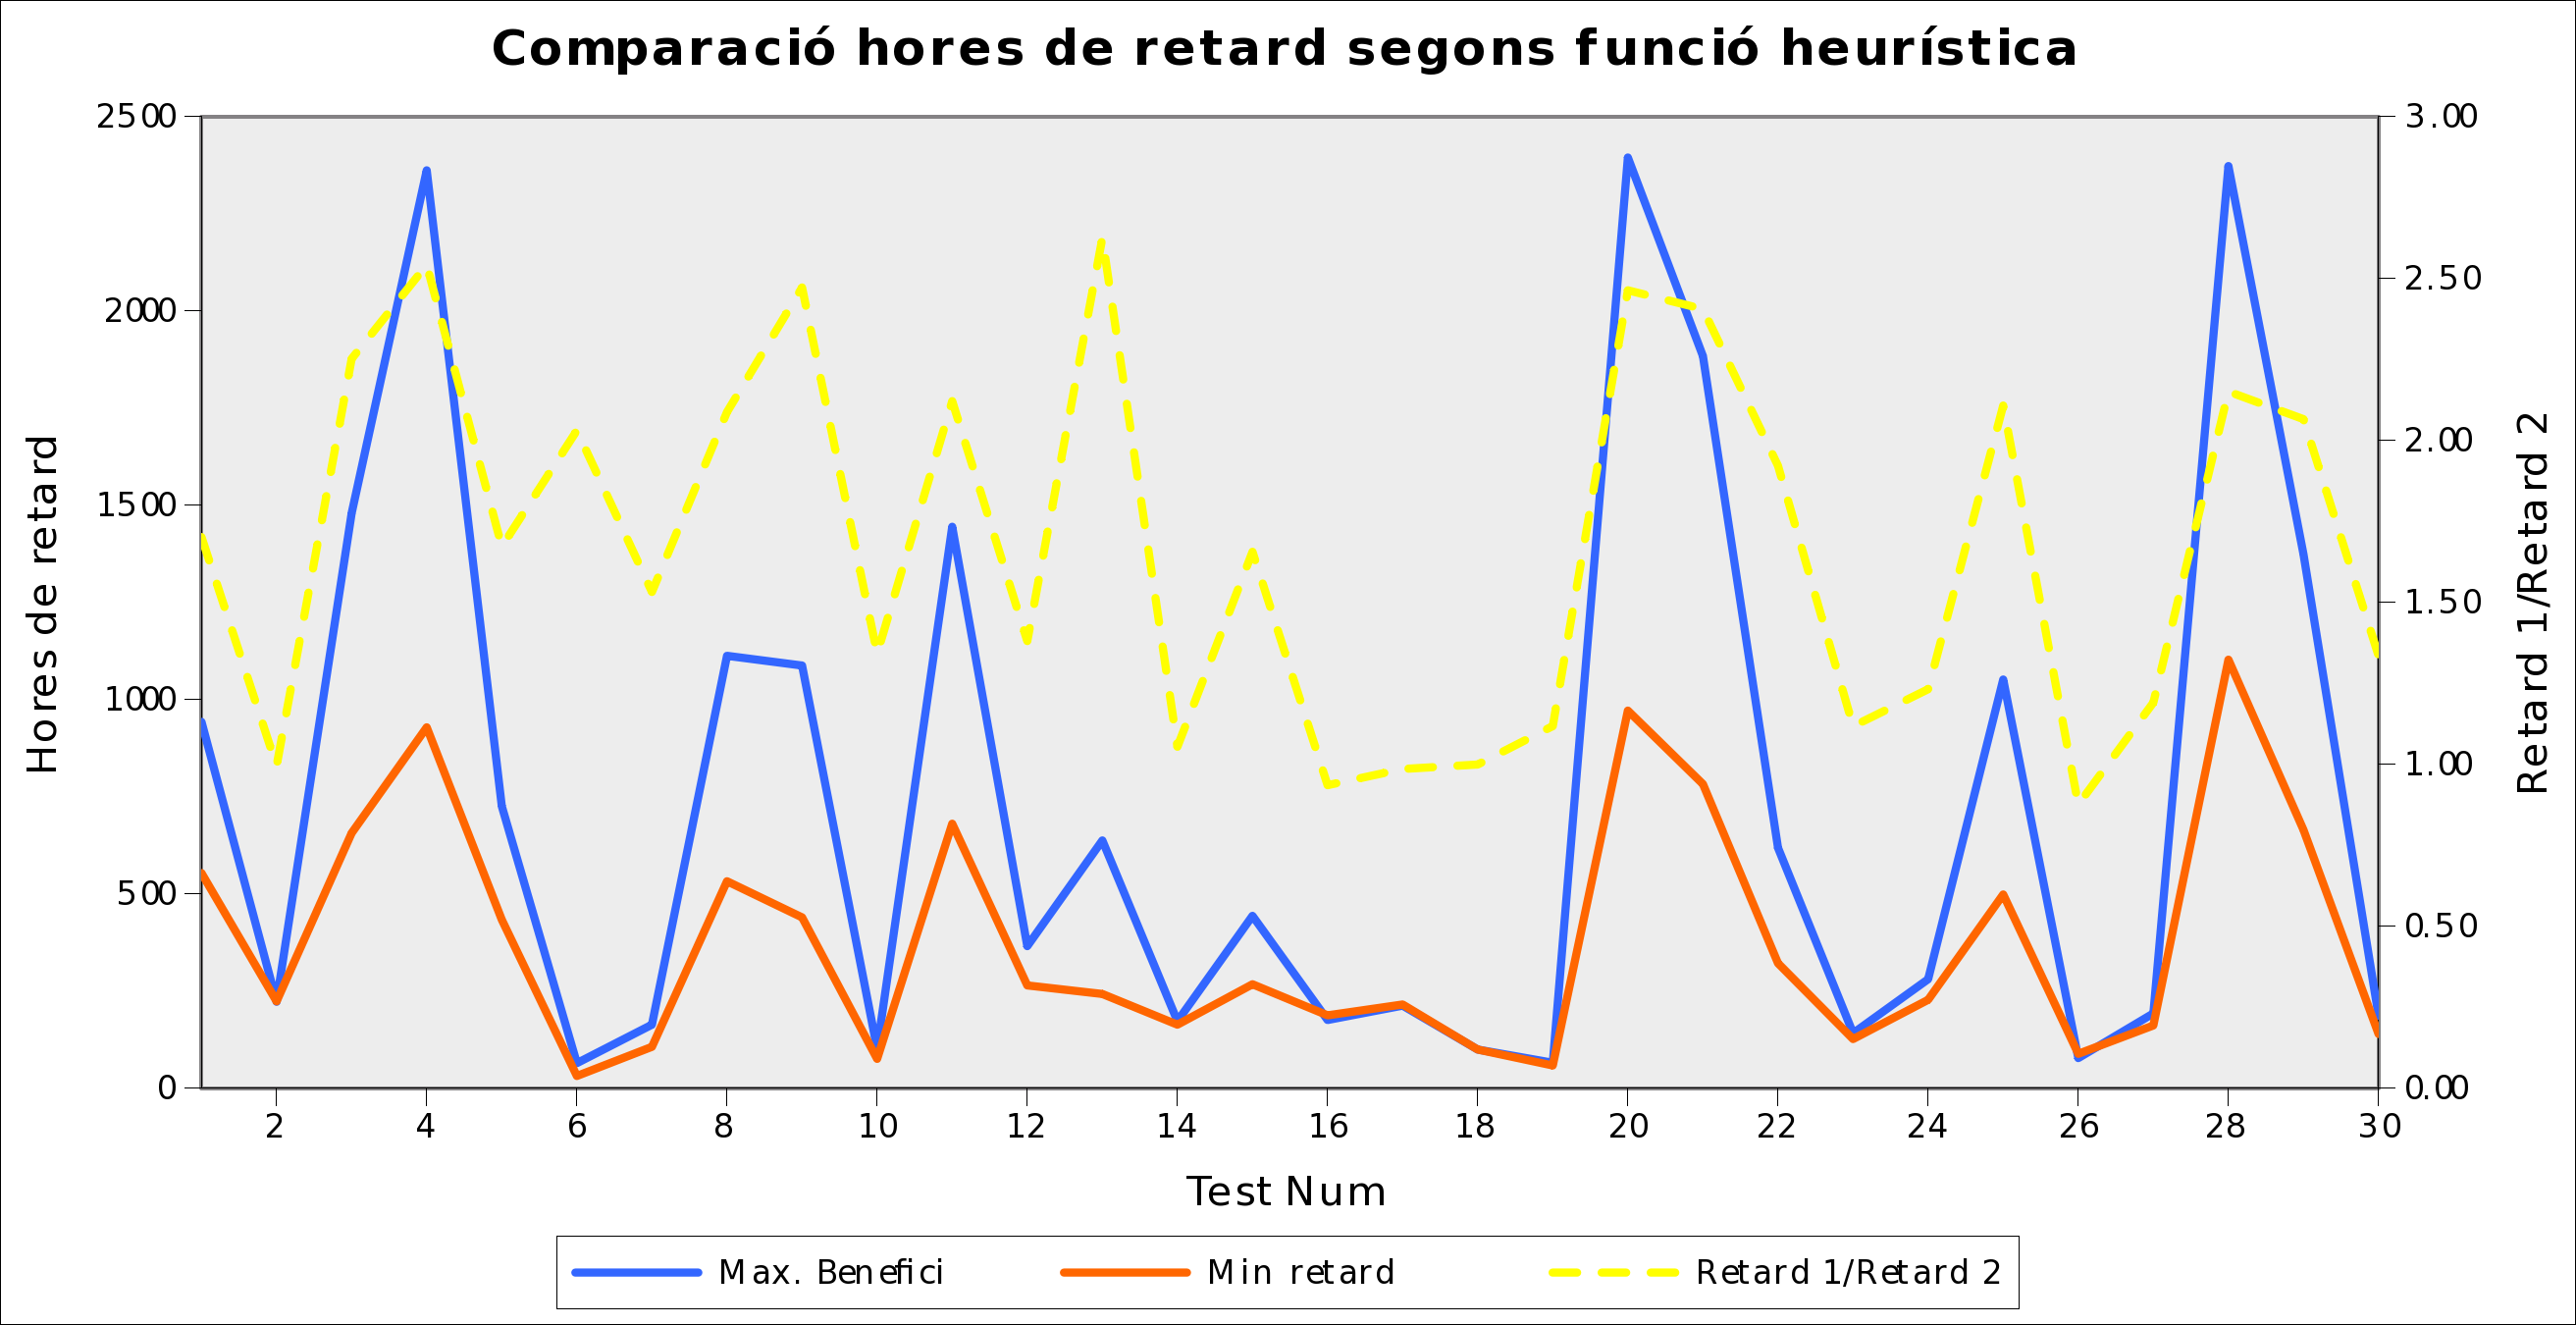 Comparació hores de retard segons funció heurística
2500
2000
1500
1000
500
0
Hores de retard
3.00
2.50
2.00
1.50
1.00
0.50
0.00
Retard 1/Retard 2
2 4 6 8 10 12 14 16 18 20 22 24 26 28 30
Test Num
Max. Benefici Min retard Retard 1/Retard 2